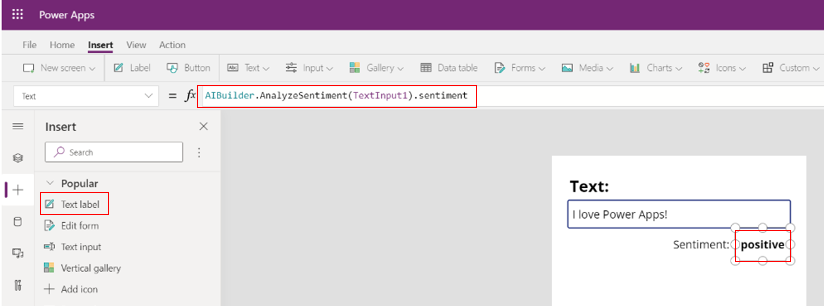 Power Apps
File Home Insert View Action
New screen Label Button Text Input Gallery Data table Forms Media Charts Icons Custom
Text = fx AIBuilder.AnalyzeSentiment(TextInput1).sentiment
Insert
Search
Popular
Text label
Edit form
Text input
Vertical gallery
Add icon
Text:
I love Power Apps!
Sentiment: positive